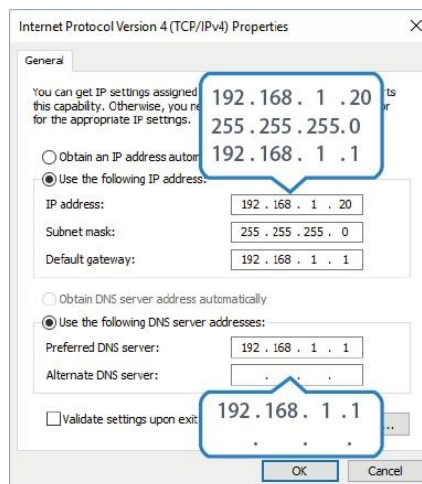 Internet Protocol Version 4 (TCP/IPv4) Properties
General
You can get IP settings assigned
this capability. Otherwise, you
for the appropriate IP settings.
192.168. 1 .20
255.255.255.0
192.168. 1 .1
Obtain an IP address
Use the following IP address:
IP address: 192 . 168 . 1 . 20
Subnet mask: 255 . 255 . 255 . 0
Default gateway: 192 . 168 . 1 . 1
Obtain DNS server address automatically
Use the following DNS server addresses:
Preferred DNS server: 192 . 168 . 1 . 1
Alternate DNS server: . . .
Validate settings upon exit
192.168. 1 .1
. . .
OK Cancel